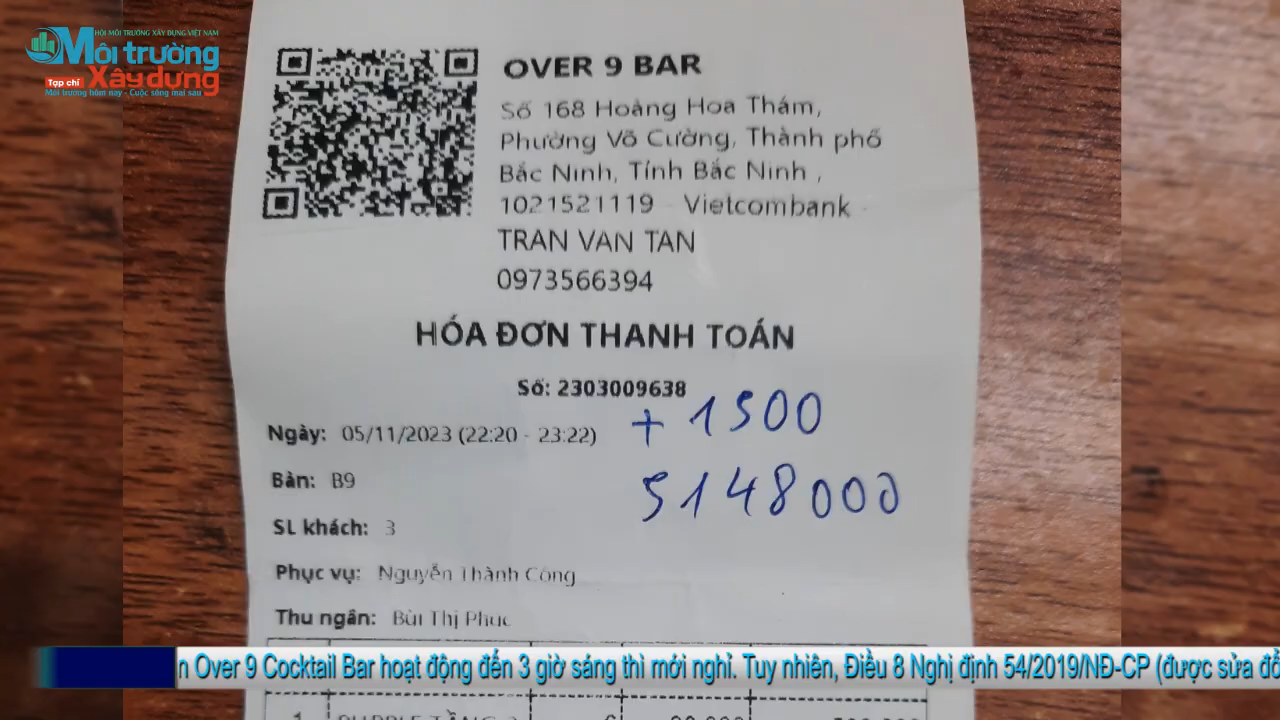 HỘI MÔI TRƯỜNG XÂY DỰNG VIỆT NAM
Môi trường
Tạp chí Xây dựng
Môi trường hôm nay - Cuộc sống mai sau
OVER 9 BAR
Số 168 Hoàng Hoa Thám,
Phường Võ Cường, Thành phố
Bắc Ninh, Tỉnh Bắc Ninh ,
1021521119 - Vietcombank -
TRAN VAN TAN
0973566394
HÓA ĐƠN THANH TOÁN
Số: 2303009638
+ 1500
Ngày: 05/11/2023 (22:20 - 23:22)
5148000
Bàn: B9
SL khách: 3
Phục vụ: Nguyễn Thành Công
Thu ngân: Bùi Thị Phúc
n Over 9 Cocktail Bar hoạt động đến 3 giờ sáng thì mới nghỉ. Tuy nhiên, Điều 8 Nghị định 54/2019/NĐ-CP (được sửa đổ